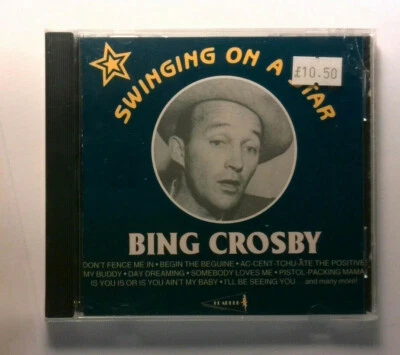 SWINGING ON A STAR
£10.50
BING CROSBY
DON'T FENCE ME IN • BEGIN THE BEGUINE • AC-CENT-TCHU-ATE THE POSITIVE
MY BUDDY • DAY DREAMING • SOMEBODY LOVES ME • PISTOL-PACKING MAMA
IS YOU IS OR IS YOU AIN'T MY BABY • I'LL BE SEEING YOU and many more!